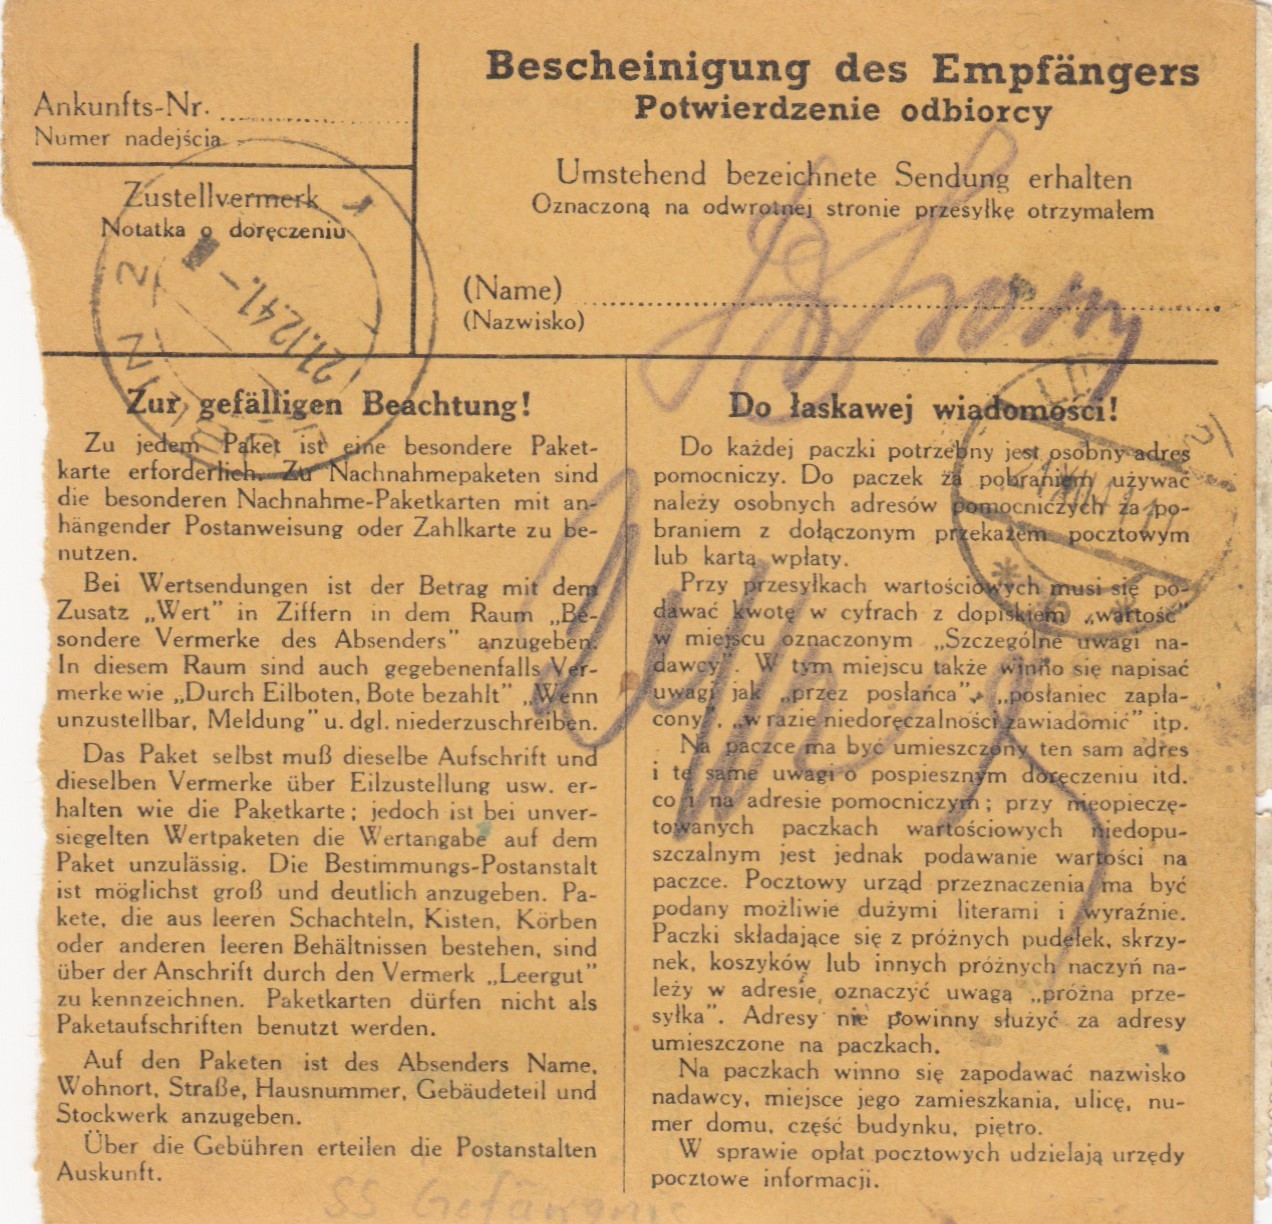 Bescheinigung des Empfängers
Potwierdzenie odbiorcy
Ankunfts-Nr.
Numer nadejścia
Zustellvermerk
Notatka o doręczeniu
Umstehend bezeichnete Sendung erhalten
Oznaczoną na odwrotnej stronie przesyłkę otrzymałem
(Name)
(Nazwisko)
21.12.41.-
Zur gefälligen Beachtung!
Zu jedem Paket ist eine besondere Paket-
karte erforderlich. Zu Nachnahmepaketen sind
die besonderen Nachnahme-Paketkarten mit an-
hängender Postanweisung oder Zahlkarte zu be-
nutzen.
Bei Wertsendungen ist der Betrag mit dem
Zusatz „Wert" in Ziffern in dem Raum „Be-
sondere Vermerke des Absenders" anzugeben.
In diesem Raum sind auch gegebenenfalls Ver-
merke wie „Durch Eilboten, Bote bezahlt" „Wenn
unzustellbar, Meldung" u. dgl. niederzuschreiben.
Das Paket selbst muß dieselbe Aufschrift und
dieselben Vermerke über Eilzustellung usw. er-
halten wie die Paketkarte; jedoch ist bei unver-
siegelten Wertpaketen die Wertangabe auf dem
Paket unzulässig. Die Bestimmungs-Postanstalt
ist möglichst groß und deutlich anzugeben. Pa-
kete, die aus leeren Schachteln, Kisten, Körben
oder anderen leeren Behältnissen bestehen, sind
über der Anschrift durch den Vermerk „Leergut"
zu kennzeichnen. Paketkarten dürfen nicht als
Paketaufschriften benutzt werden.
Auf den Paketen ist des Absenders Name,
Wohnort, Straße, Hausnummer, Gebäudeteil und
Stockwerk anzugeben.
Über die Gebühren erteilen die Postanstalten
Auskunft.
Do łaskawej wiadomości!
Do każdej paczki potrzebny jest osobny adres
pomocniczy. Do paczek za pobraniem używać
należy osobnych adresów pomocniczych za po-
braniem z dołączonym przekazem pocztowym
lub kartą wpłaty.
Przy przesyłkach wartościowych musi się po-
dawać kwotę w cyfrach z dopiskiem „wartość"
w miejscu oznaczonym „Szczególne uwagi na-
dawcy". W tym miejscu także winno się napisać
uwagi jak „przez posłańca", „posłaniec zapła-
cony", „w razie niedoręczalności zawiadomić" itp.
Na paczce ma być umieszczony ten sam adres
i te same uwagi o pospiesznym doręczeniu itd.
co i na adresie pomocniczym; przy nieopieczę-
towanych paczkach wartościowych niedopu-
szczalnym jest jednak podawanie wartości na
paczce. Pocztowy urząd przeznaczenia ma być
podany możliwie dużymi literami i wyraźnie.
Paczki składające się z próżnych pudełek, skrzy-
nek, koszyków lub innych próżnych naczyń na-
leży w adresie oznaczyć uwagą „próżna prze-
syłka". Adresy nie powinny służyć za adresy
umieszczone na paczkach.
Na paczkach winno się zapodawać nazwisko
nadawcy, miejsce jego zamieszkania, ulicę, nu-
mer domu, część budynku, piętro.
W sprawie opłat pocztowych udzielają urzędy
pocztowe informacji.
SS Gefängnis